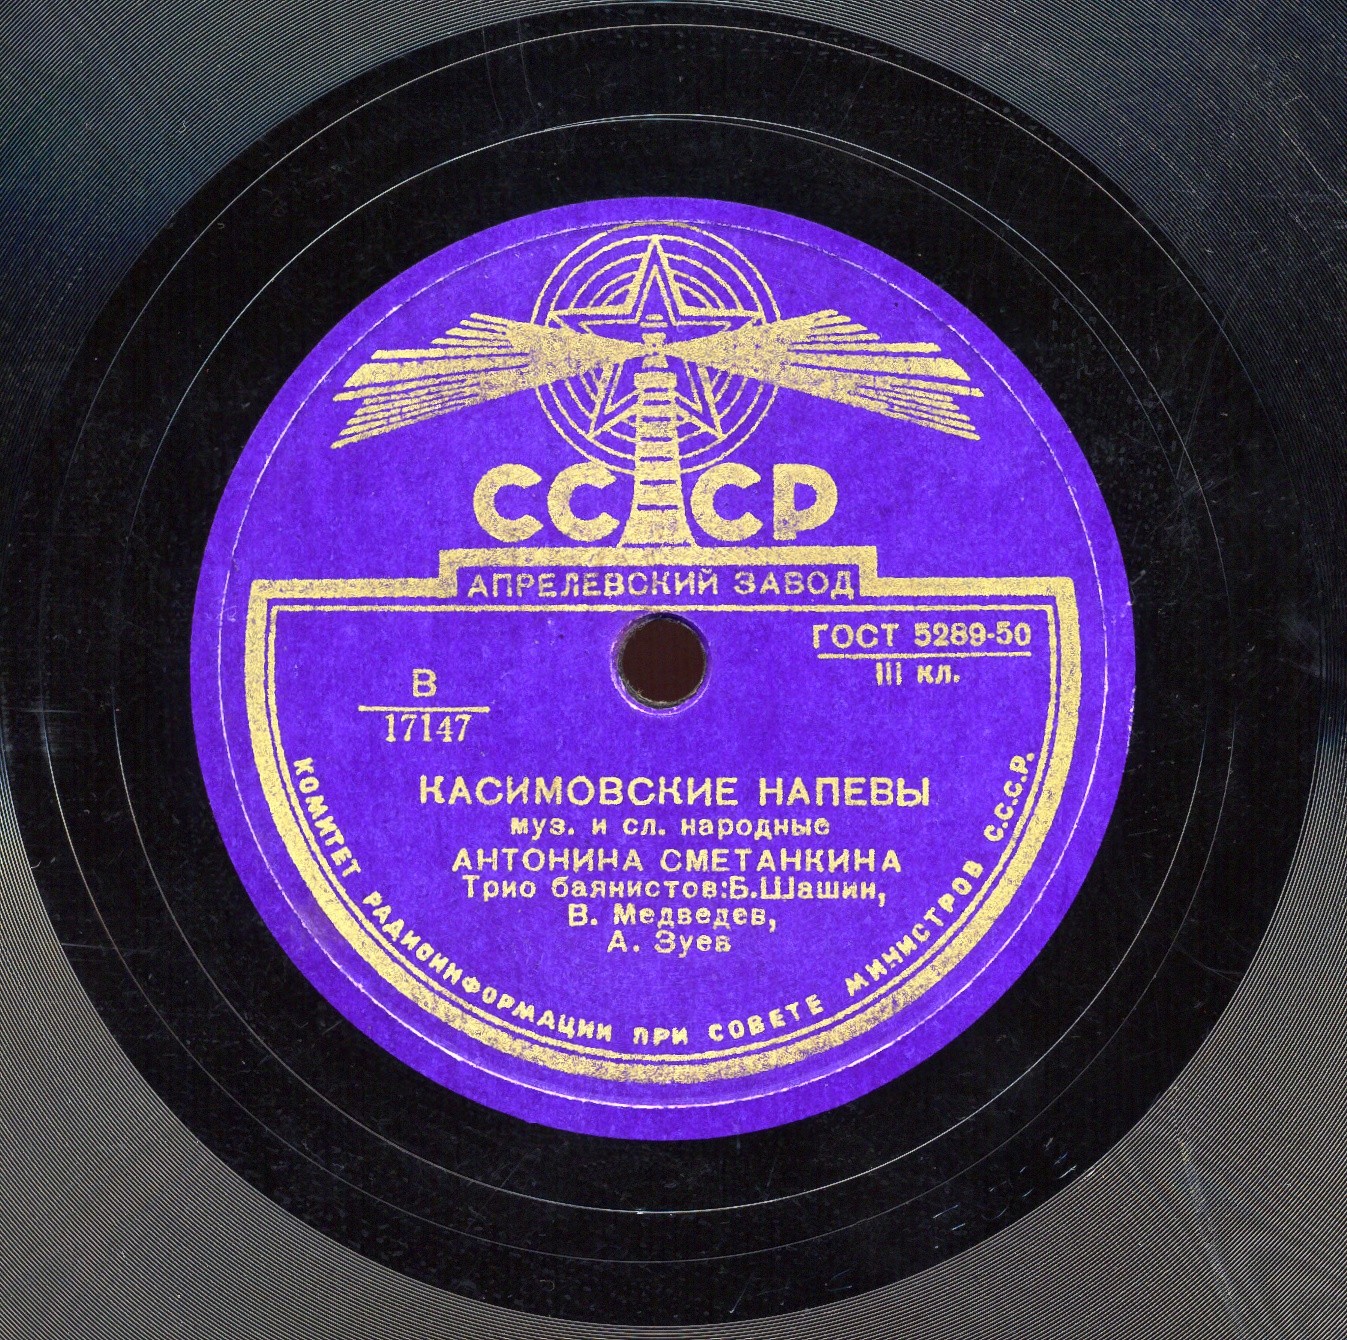 СССР
АПРЕЛЕВСКИЙ ЗАВОД
ГОСТ 5289-50
III кл.
В
17147
КАСИМОВСКИЕ НАПЕВЫ
муз. и сл. народные
АНТОНИНА СМЕТАНКИНА
Трио баянистов:Б.Шашин,
В. Медведев,
А. Зуев
КОМИТЕТ РАДИОИНФОРМАЦИИ ПРИ СОВЕТЕ МИНИСТРОВ С.С.С.Р.